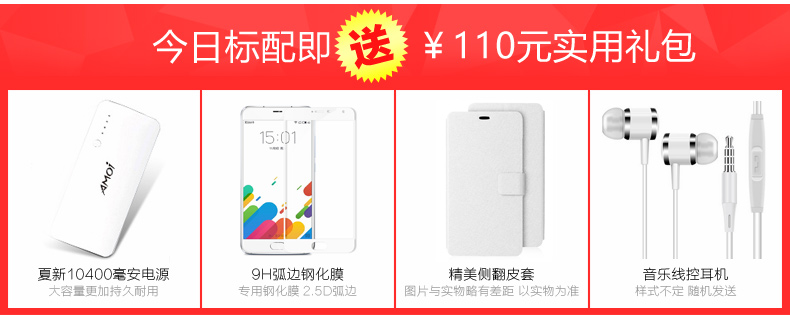 今日标配即送￥110元实用礼包
AMOi
15:01
夏新10400毫安电源
大容量更加持久耐用
9H弧边钢化膜
专用钢化膜 2.5D弧边
精美侧翻皮套
图片与实物略有差距 以实物为准
音乐线控耳机
样式不定 随机发送